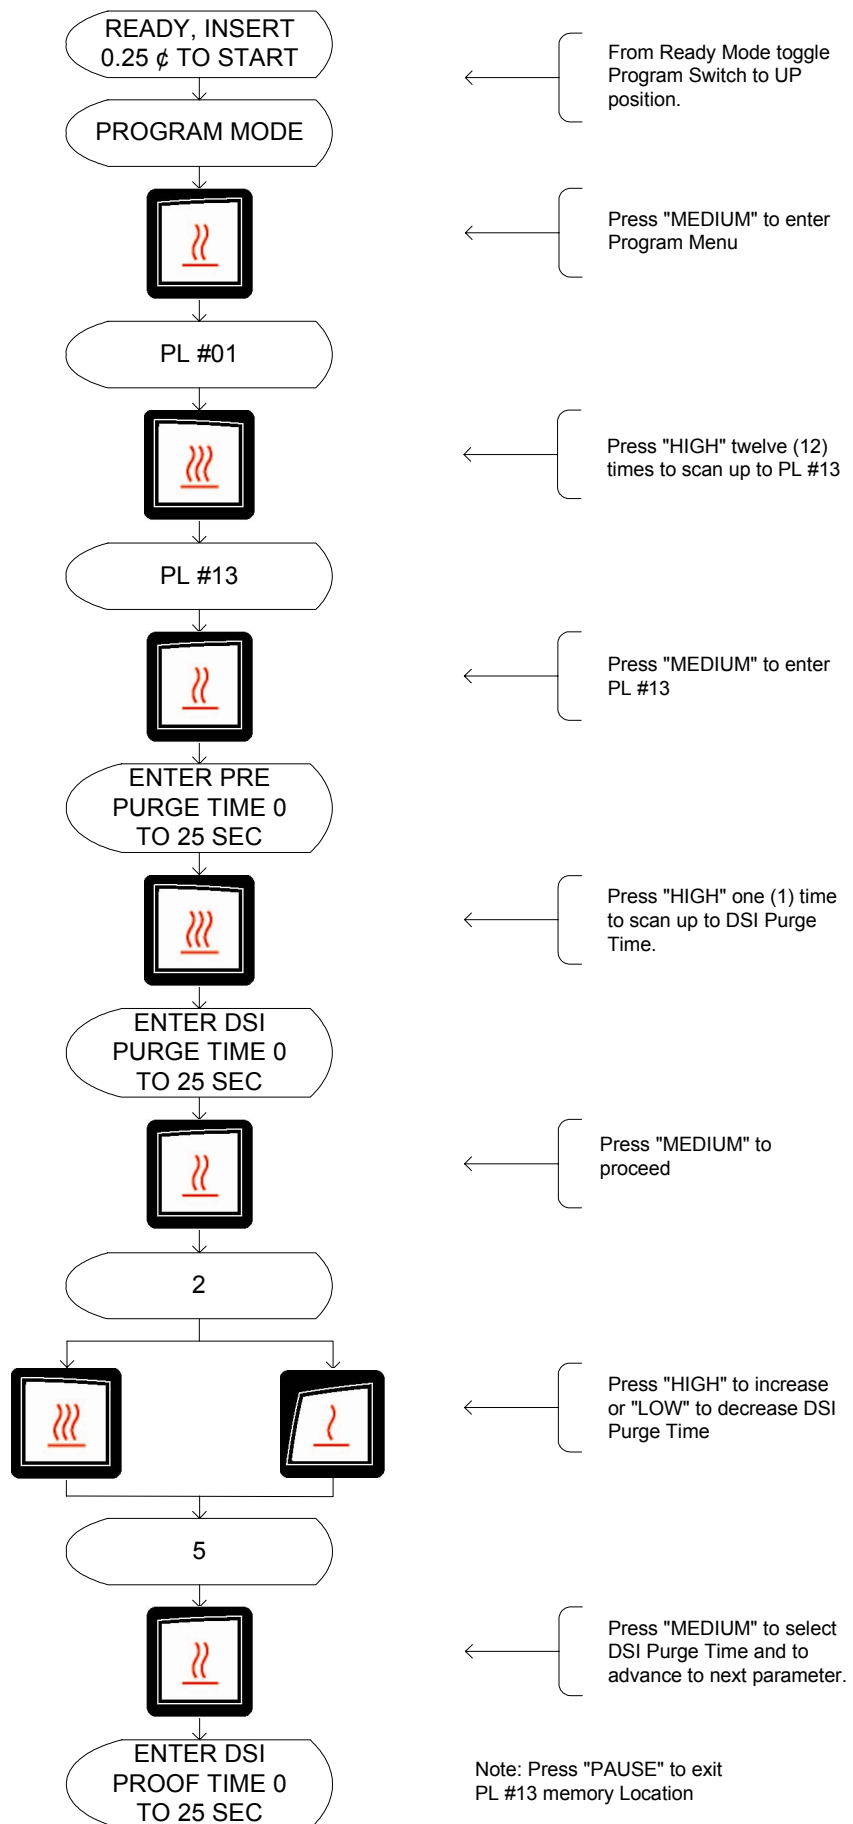 READY, INSERT
0.25 ¢ TO START
From Ready Mode toggle
Program Switch to UP
position.
PROGRAM MODE
Press "MEDIUM" to enter
Program Menu
PL #01
Press "HIGH" twelve (12)
times to scan up to PL #13
PL #13
Press "MEDIUM" to enter
PL #13
ENTER PRE
PURGE TIME 0
TO 25 SEC
Press "HIGH" one (1) time
to scan up to DSI Purge
Time.
ENTER DSI
PURGE TIME 0
TO 25 SEC
Press "MEDIUM" to
proceed
2
Press "HIGH" to increase
or "LOW" to decrease DSI
Purge Time
5
Press "MEDIUM" to select
DSI Purge Time and to
advance to next parameter.
ENTER DSI
PROOF TIME 0
TO 25 SEC
Note: Press "PAUSE" to exit
PL #13 memory Location